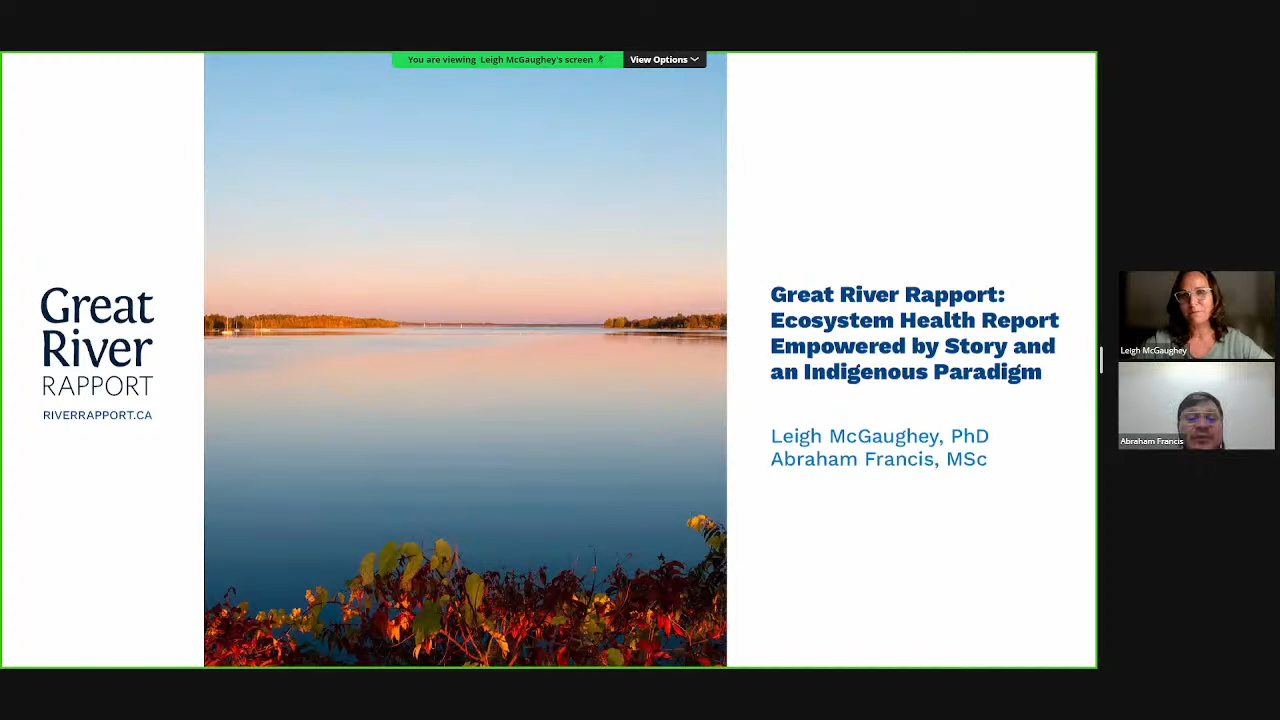 You are viewing Leigh McGaughey's screen
View Options
Great
River
RAPPORT
RIVERRAPPORT.CA
Great River Rapport:
Ecosystem Health Report
Empowered by Story and
an Indigenous Paradigm
Leigh McGaughey, PhD
Abraham Francis, MSc
Leigh McGaughey
Abraham Francis